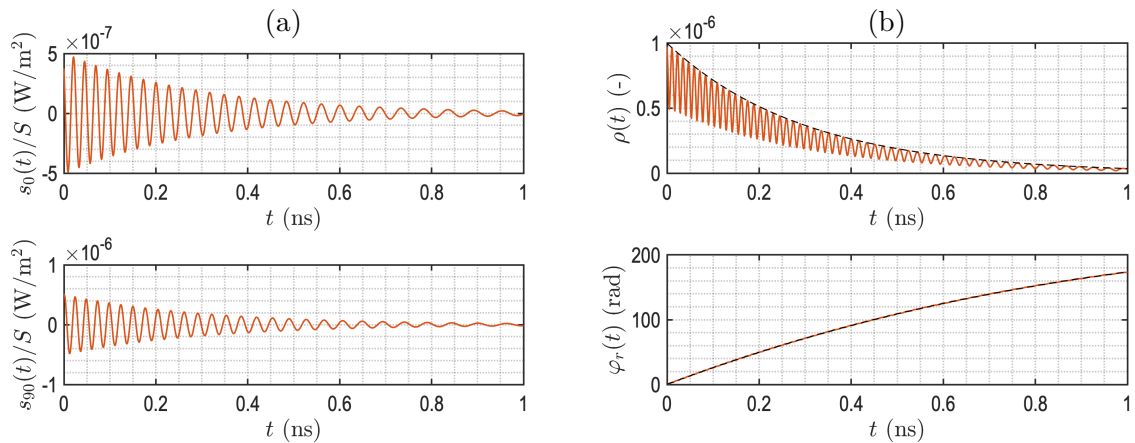 (a)
×10⁻⁷
5
0
-5
s₀(t)/S (W/m²)
0 0.2 0.4 0.6 0.8 1
t (ns)
×10⁻⁶
1
0
-1
s₉₀(t)/S (W/m²)
0 0.2 0.4 0.6 0.8 1
t (ns)
(b)
×10⁻⁶
1
0.5
0
ρ(t) (-)
0 0.2 0.4 0.6 0.8 1
t (ns)
200
100
0
φᵣ(t) (rad)
0 0.2 0.4 0.6 0.8 1
t (ns)